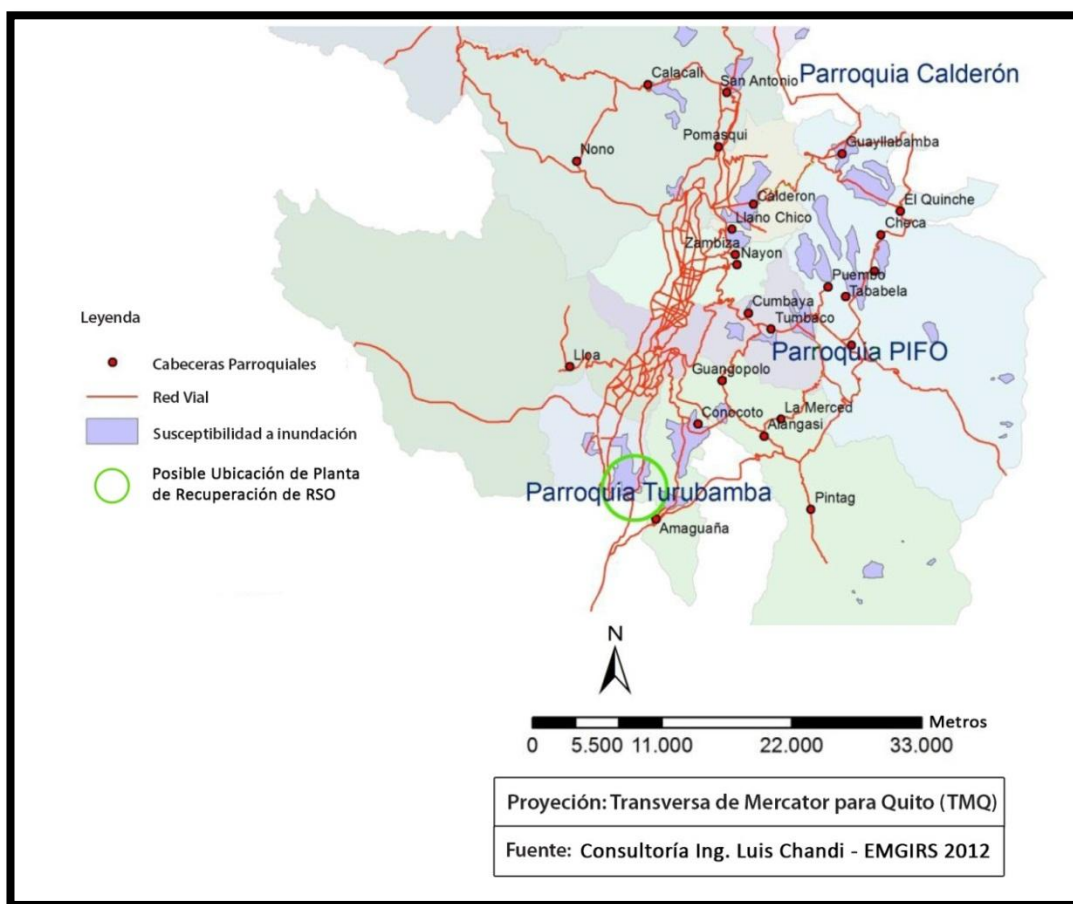 Calacali
San Antonio
Parroquia Calderón
Pomasqui
Nono
Guayllabamba
Calderon
El Quinche
Llano Chico
Checa
Zambiza
Nayon
Puembo
Tababela
Cumbaya
Tumbaco
Lloa
Parroquia PIFO
Guangopolo
Conocoto
La Merced
Alangasi
Parroquia Turubamba
Pintag
Amaguaña
Leyenda
Cabeceras Parroquiales
Red Vial
Susceptibilidad a inundación
Posible Ubicación de Planta
de Recuperación de RSO
N
Metros
0 5.500 11.000 22.000 33.000
Proyeción: Transversa de Mercator para Quito (TMQ)
Fuente: Consultoría Ing. Luis Chandi - EMGIRS 2012